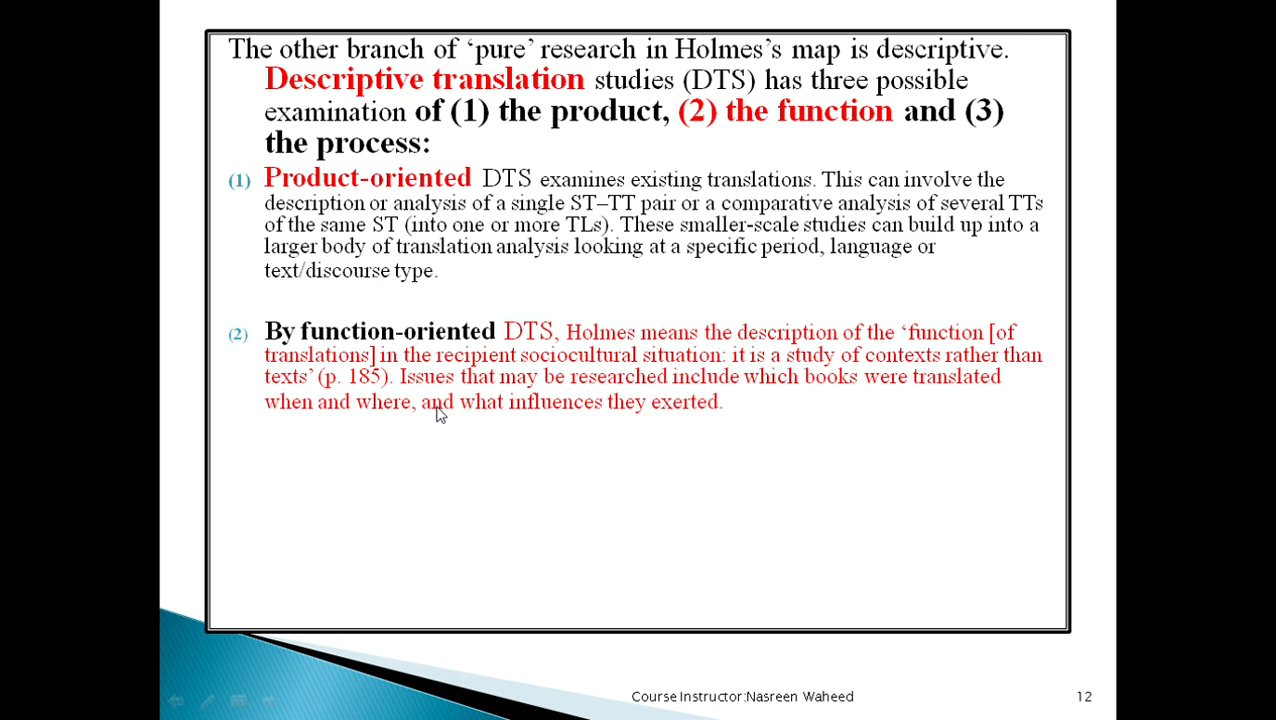 The other branch of ‘pure’ research in Holmes’s map is descriptive.
Descriptive translation studies (DTS) has three possible
examination of (1) the product, (2) the function and (3)
the process:
(1) Product-oriented DTS examines existing translations. This can involve the
description or analysis of a single ST–TT pair or a comparative analysis of several TTs
of the same ST (into one or more TLs). These smaller-scale studies can build up into a
larger body of translation analysis looking at a specific period, language or
text/discourse type.
(2) By function-oriented DTS, Holmes means the description of the ‘function [of
translations] in the recipient sociocultural situation: it is a study of contexts rather than
texts’ (p. 185). Issues that may be researched include which books were translated
when and where, and what influences they exerted.
Course Instructor:Nasreen Waheed
12